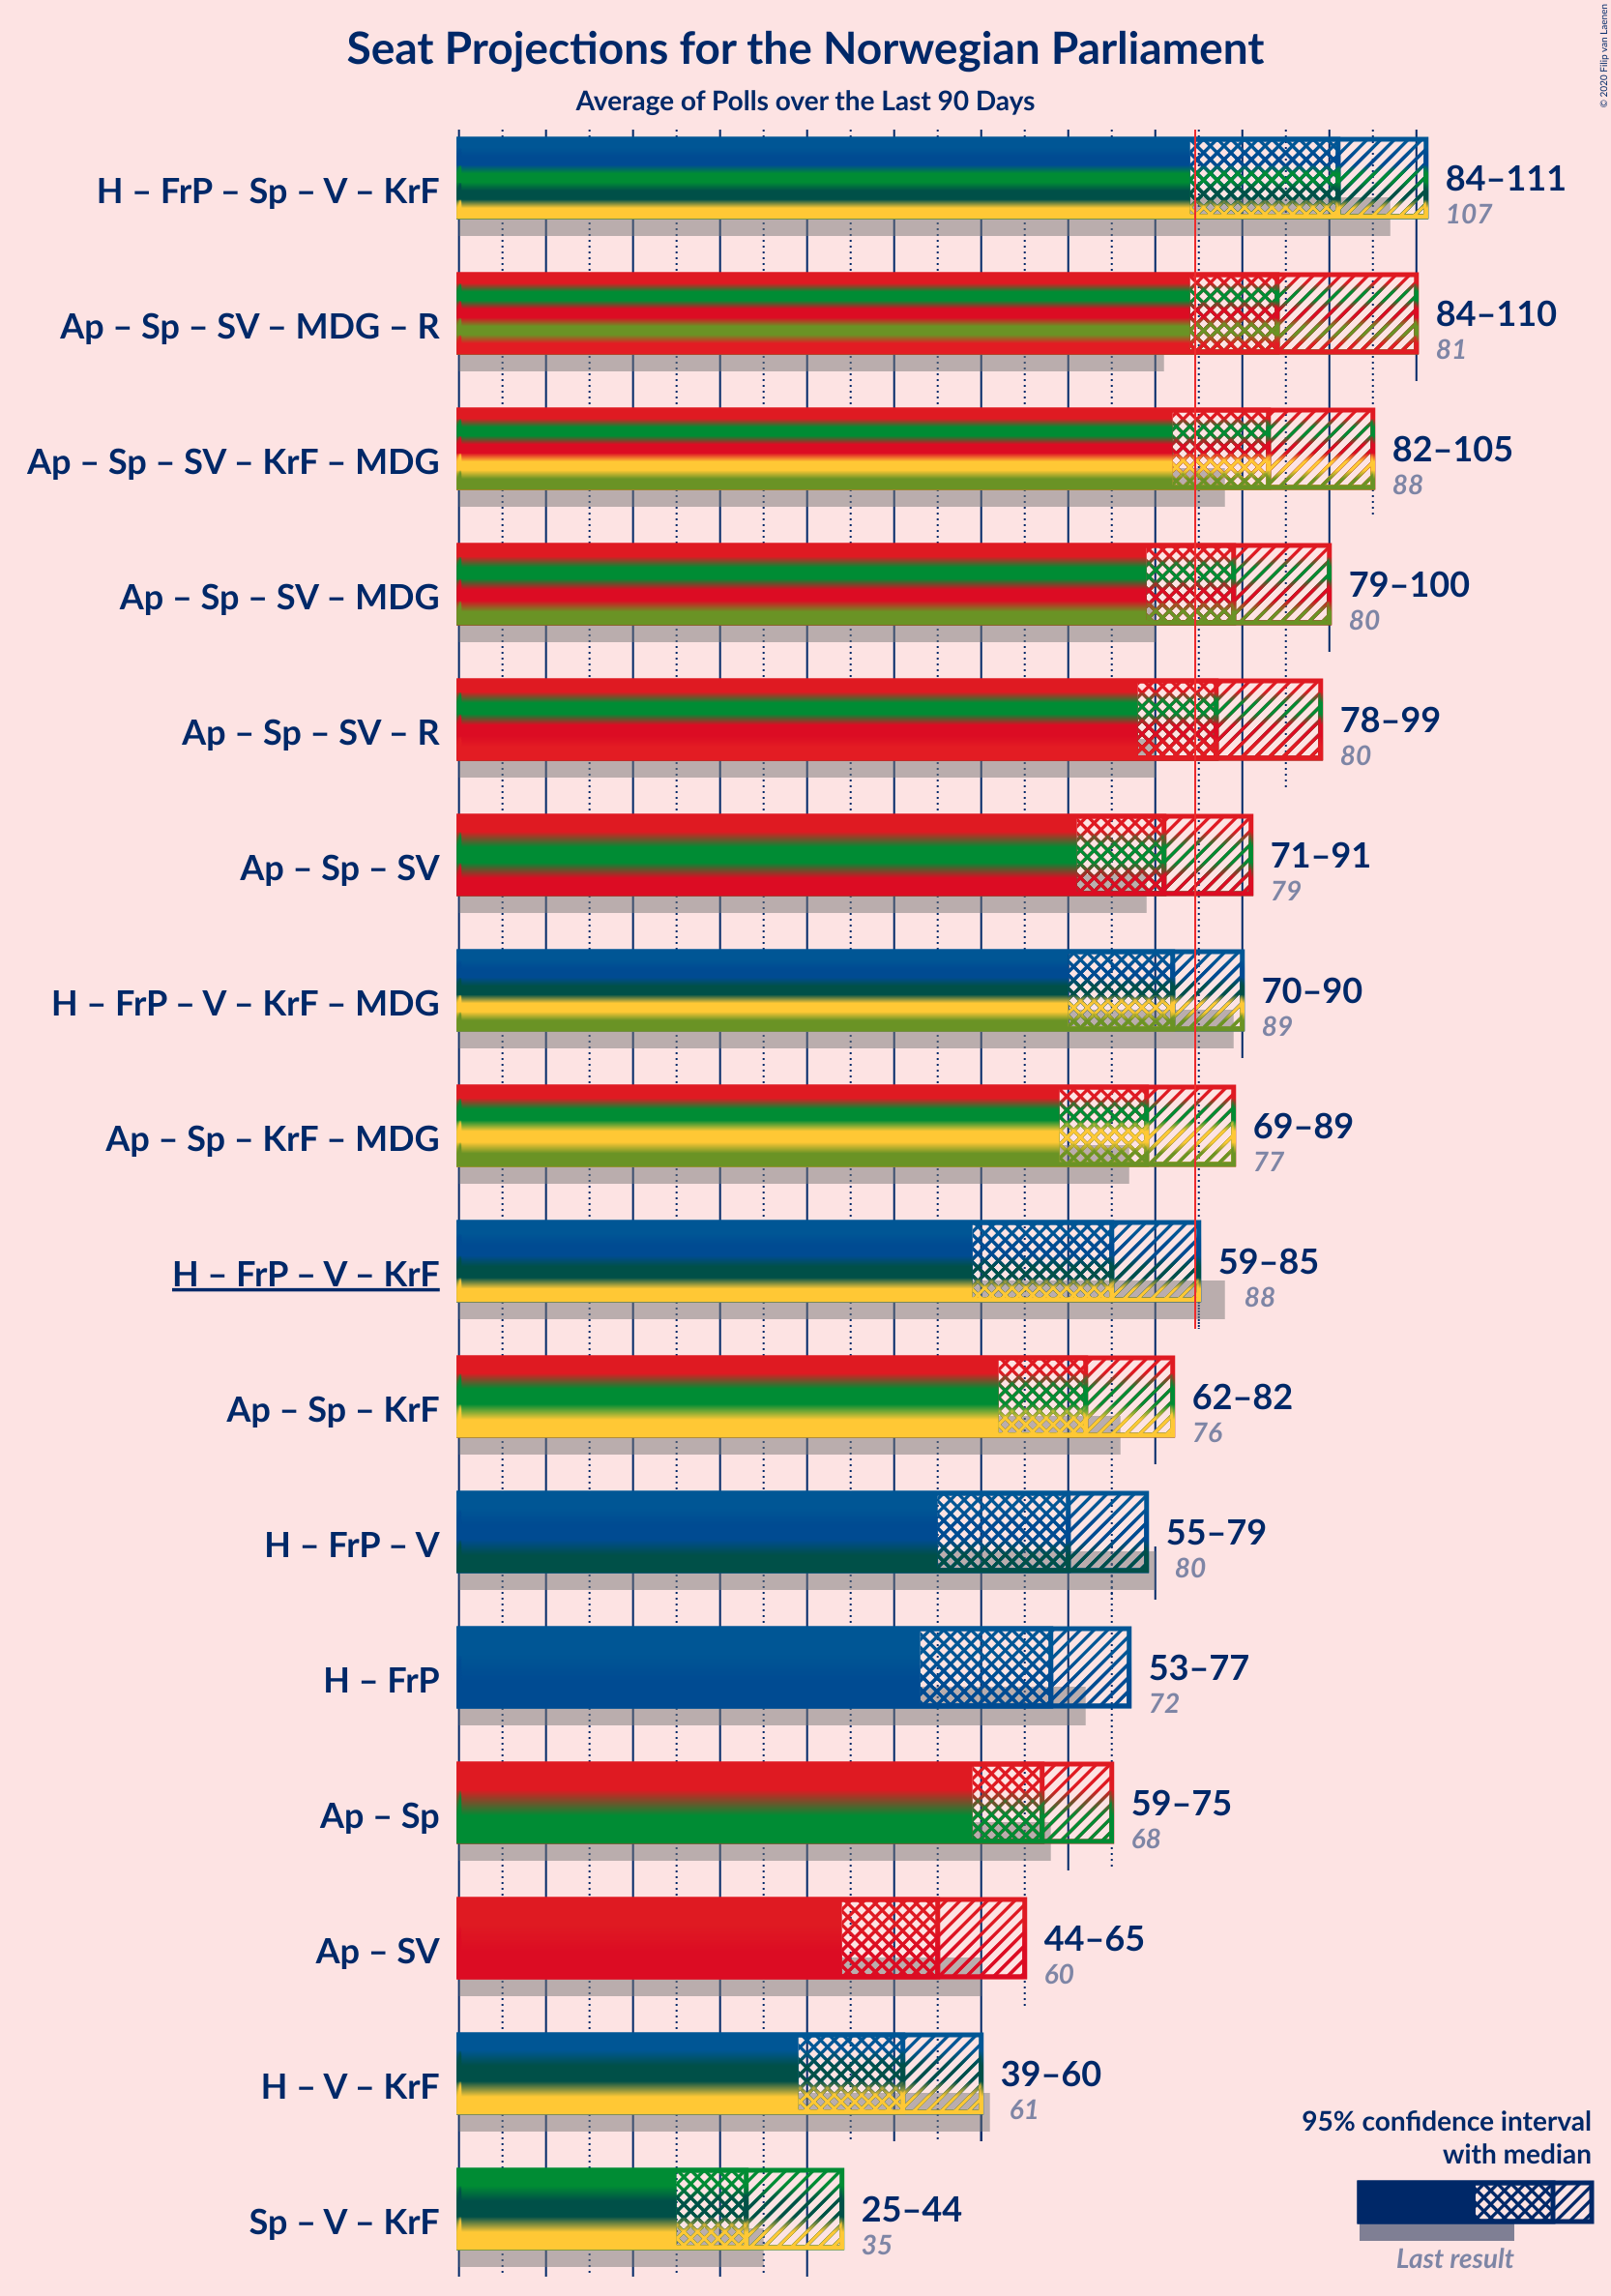 © 2020 Filip van Laenen
Seat Projections for the Norwegian Parliament
Average of Polls over the Last 90 Days
H – FrP – Sp – V – KrF
84–111
107
Ap – Sp – SV – MDG – R
84–110
81
Ap – Sp – SV – KrF – MDG
82–105
88
Ap – Sp – SV – MDG
79–100
80
Ap – Sp – SV – R
78–99
80
Ap – Sp – SV
71–91
79
H – FrP – V – KrF – MDG
70–90
89
Ap – Sp – KrF – MDG
69–89
77
H – FrP – V – KrF
59–85
88
Ap – Sp – KrF
62–82
76
H – FrP – V
55–79
80
H – FrP
53–77
72
Ap – Sp
59–75
68
Ap – SV
44–65
60
H – V – KrF
39–60
61
Sp – V – KrF
25–44
35
95% confidence interval
with median
Last result